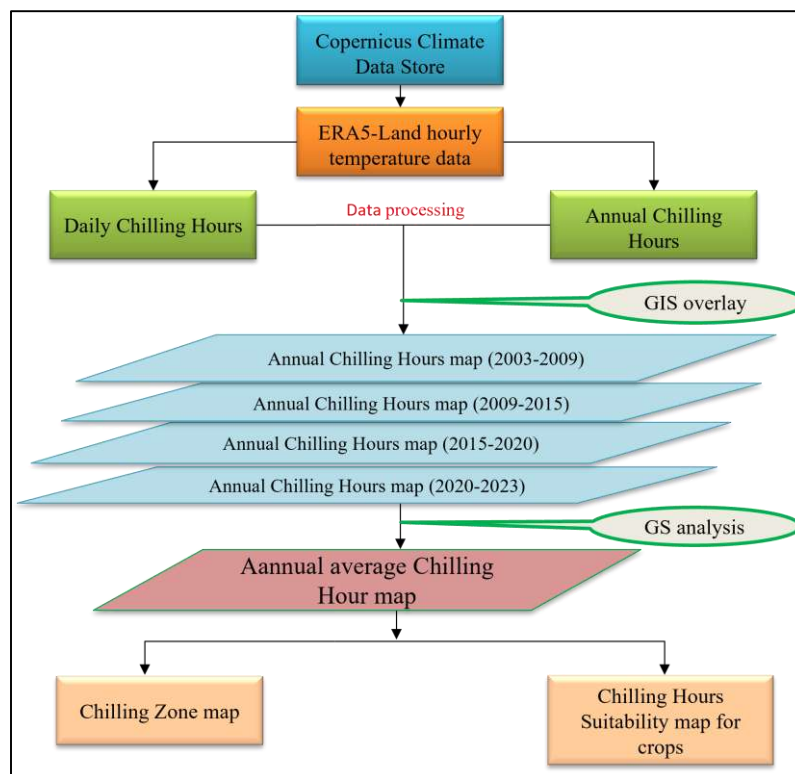 Copernicus Climate
Data Store
ERA5-Land hourly
temperature data
Daily Chilling Hours
Data processing
Annual Chilling
Hours
GIS overlay
Annual Chilling Hours map (2003-2009)
Annual Chilling Hours map (2009-2015)
Annual Chilling Hours map (2015-2020)
Annual Chilling Hours map (2020-2023)
GS analysis
Aannual average Chilling
Hour map
Chilling Zone map
Chilling Hours
Suitability map for
crops